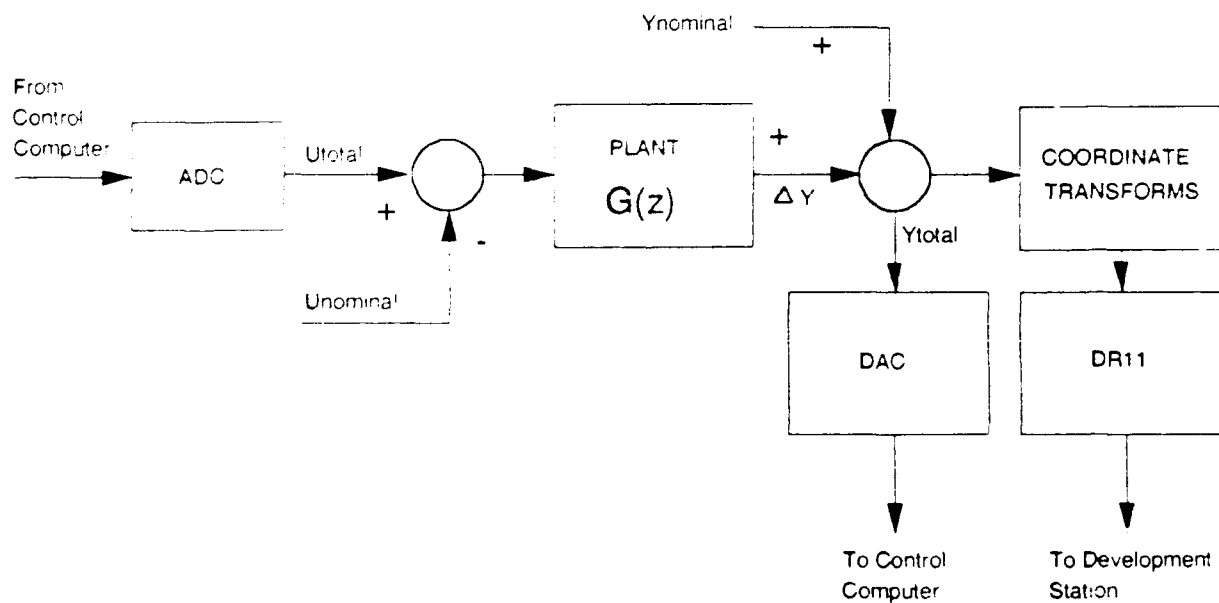 Ynominal
+
From
Control
Computer
ADC
Utotal
+
-
Unominal
PLANT
G(z)
+
Δ Y
Ytotal
COORDINATE
TRANSFORMS
DAC
DR11
To Control
Computer
To Development
Station